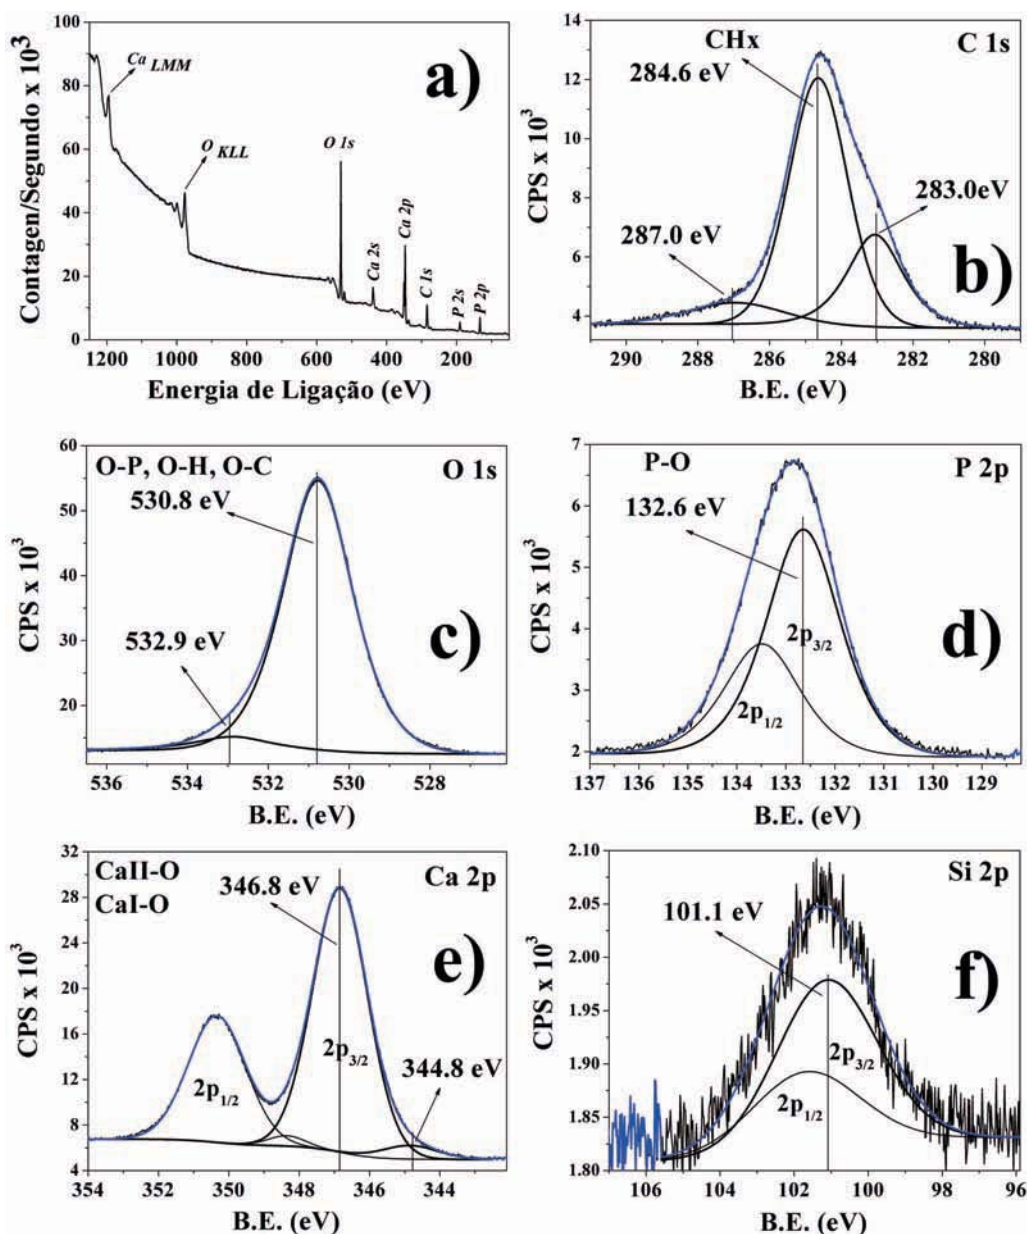 a)
Contagen/Segundo x 10³
100
80
60
40
20
0
Ca LMM
O KLL
O 1s
Ca 2s
Ca 2p
C 1s
P 2s
P 2p
1200 1000 800 600 400 200
Energia de Ligação (eV)
b)
C 1s
CPS x 10³
14
12
10
8
6
4
CHx
284.6 eV
287.0 eV
283.0eV
290 288 286 284 282 280
B.E. (eV)
c)
O 1s
O-P, O-H, O-C
530.8 eV
532.9 eV
CPS x 10³
60
50
40
30
20
536 534 532 530 528
B.E. (eV)
d)
P 2p
P-O
132.6 eV
2p3/2
2p1/2
CPS x 10³
7
6
5
4
3
2
137 136 135 134 133 132 131 130 129
B.E. (eV)
e)
Ca 2p
CaII-O
CaI-O
346.8 eV
344.8 eV
2p1/2
2p3/2
CPS x 10³
32
28
24
20
16
12
8
4
354 352 350 348 346 344
B.E. (eV)
f)
Si 2p
101.1 eV
2p3/2
2p1/2
CPS x 10³
2.10
2.05
2.00
1.95
1.90
1.85
1.80
106 104 102 100 98 96
B.E. (eV)